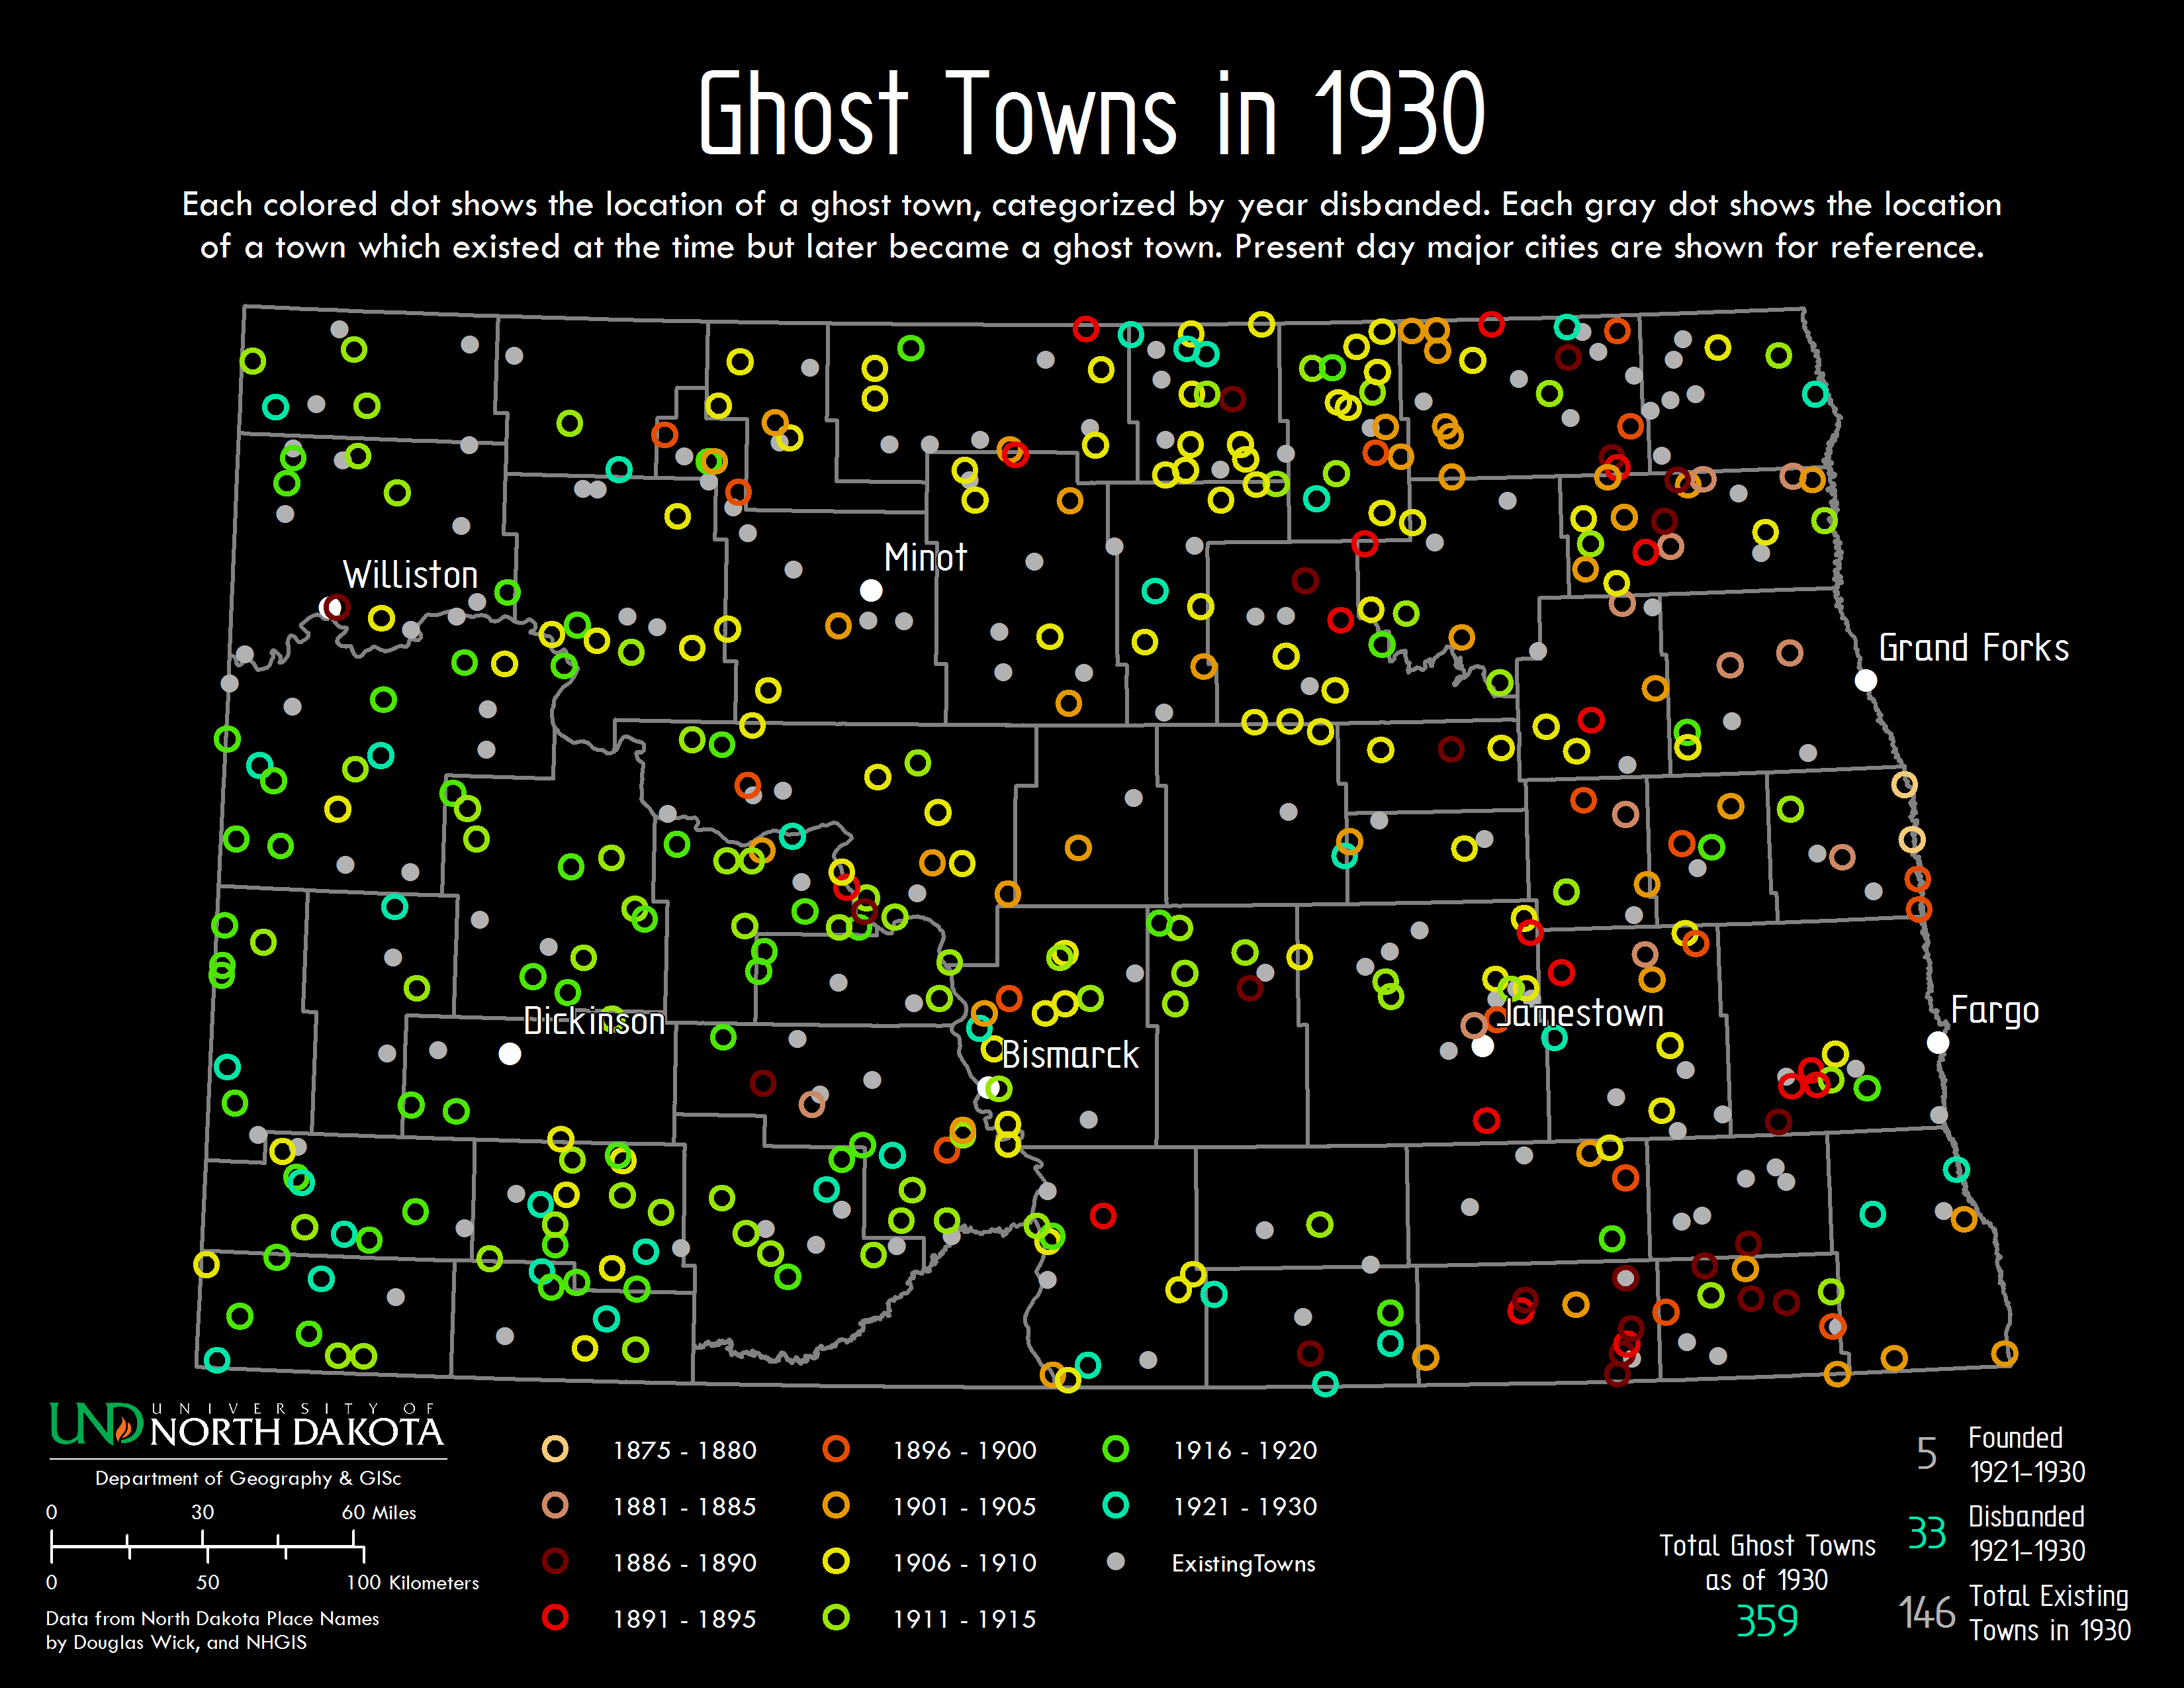 Ghost Towns in 1930
Each colored dot shows the location of a ghost town, categorized by year disbanded. Each gray dot shows the location
of a town which existed at the time but later became a ghost town. Present day major cities are shown for reference.
Minot
Williston
Grand Forks
Dickinson
Jamestown
Fargo
Bismarck
UND UNIVERSITY OF
NORTH DAKOTA
Department of Geography & GISc
0 30 60 Miles
0 50 100 Kilometers
Data from North Dakota Place Names
by Douglas Wick, and NHGIS
1875 - 1880
1881 - 1885
1886 - 1890
1891 - 1895
1896 - 1900
1901 - 1905
1906 - 1910
1911 - 1915
1916 - 1920
1921 - 1930
ExistingTowns
Total Ghost Towns
as of 1930
359
5 Founded
1921–1930
33 Disbanded
1921–1930
146 Total Existing
Towns in 1930